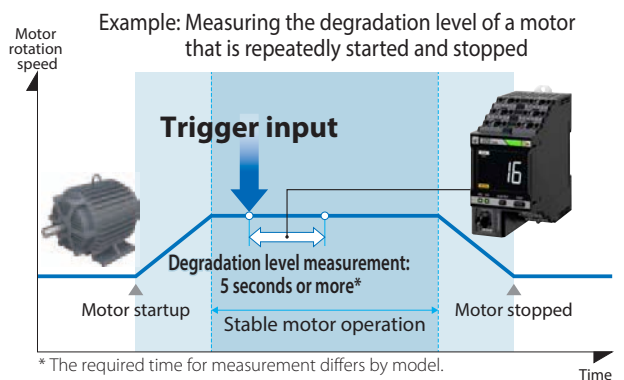 Example: Measuring the degradation level of a motor
that is repeatedly started and stopped
Motor
rotation
speed
Trigger input
16
Degradation level measurement:
5 seconds or more*
Motor startup
Stable motor operation
Motor stopped
* The required time for measurement differs by model.
Time